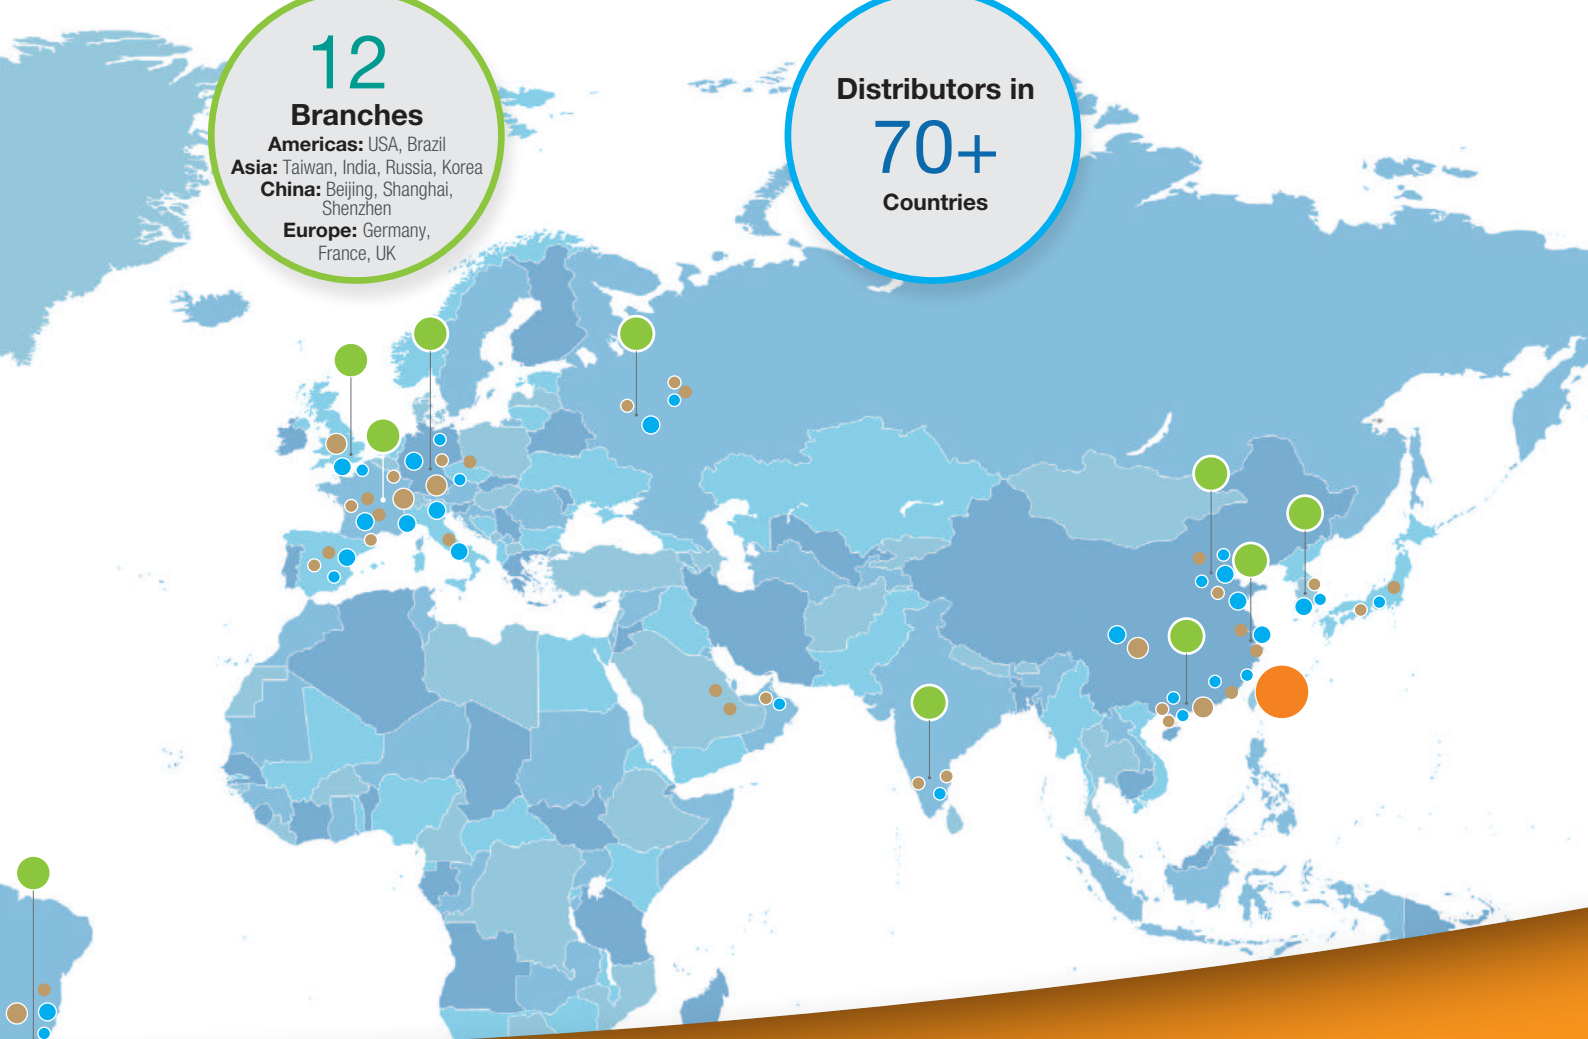 12
Branches
Americas: USA, Brazil
Asia: Taiwan, India, Russia, Korea
China: Beijing, Shanghai,
Shenzhen
Europe: Germany,
France, UK
Distributors in
70+
Countries